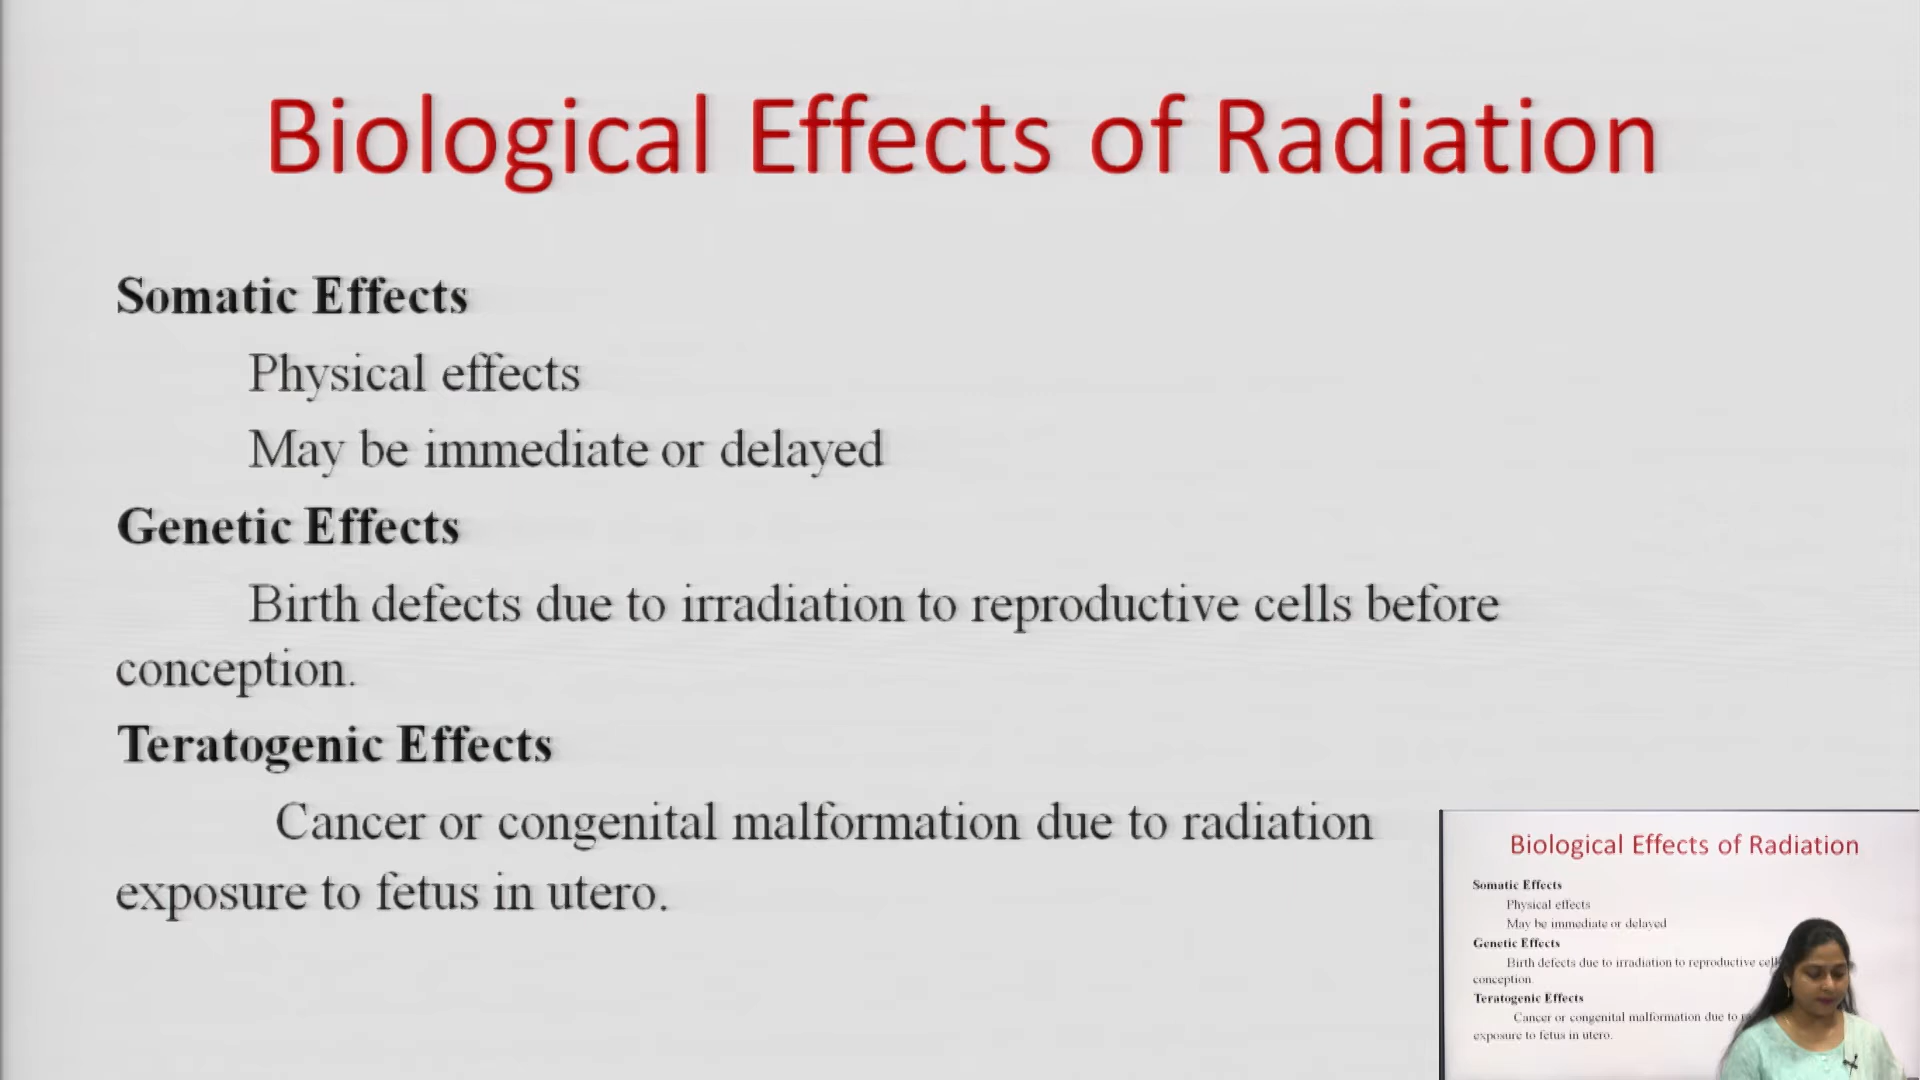 Biological Effects of Radiation
Somatic Effects
Physical effects
May be immediate or delayed
Genetic Effects
Birth defects due to irradiation to reproductive cells before
conception.
Teratogenic Effects
Cancer or congenital malformation due to radiation
exposure to fetus in utero.
Biological Effects of Radiation
Somatic Effects
Physical effects
May be immediate or delayed
Genetic Effects
Birth defects due to irradiation to reproductive
conception
Teratogenic Effects
Cancer or congenital malformation due to
exposure to fetus in utero.